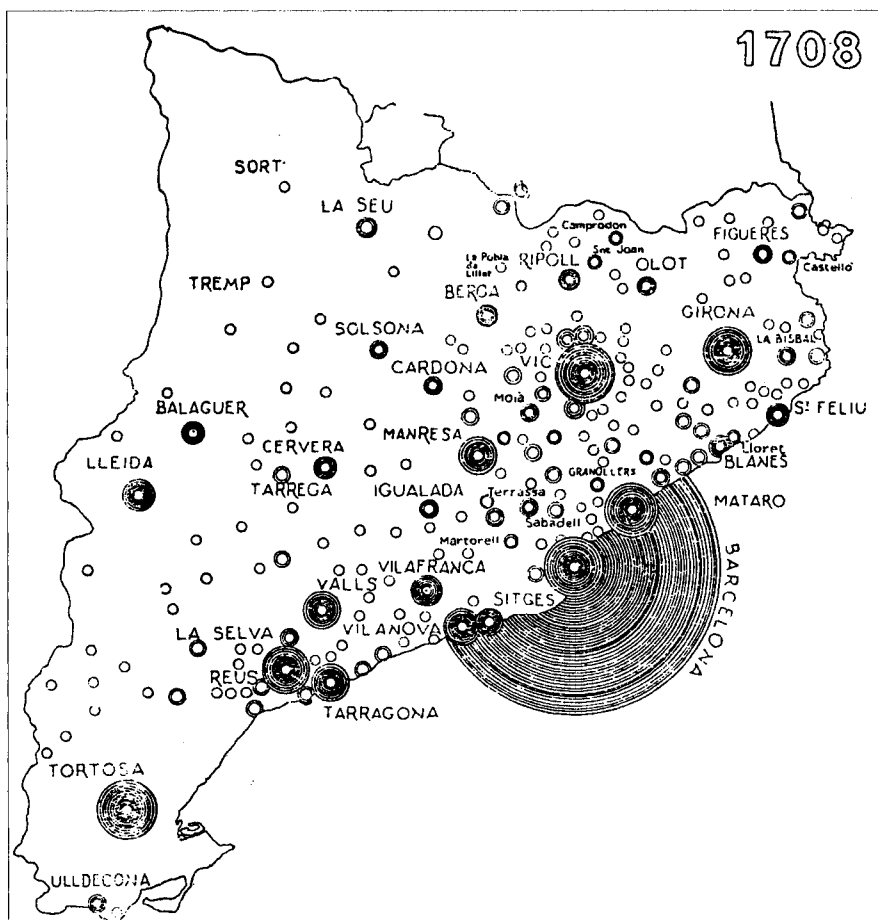 1708
SORT
LA SEU
Camprodon
Snt Joan
FIGUERES
La Pobla
de
Lillet
RIPOLL
OLOT
Castelló
TREMP
BERGA
GIRONA
SOLSONA
LA BISBAL
VIC
CARDONA
Moià
St FELIU
BALAGUER
MANRESA
CERVERA
Lloret
LLEIDA
BLANES
TARREGA
GRANOLLERS
IGUALADA
Terrassa
MATARO
Sabadell
Martorell
BARCELONA
VILAFRANCA
VALLS
SITGES
LA SELVA
VILANOVA
REUS
TARRAGONA
TORTOSA
ULLDECONA